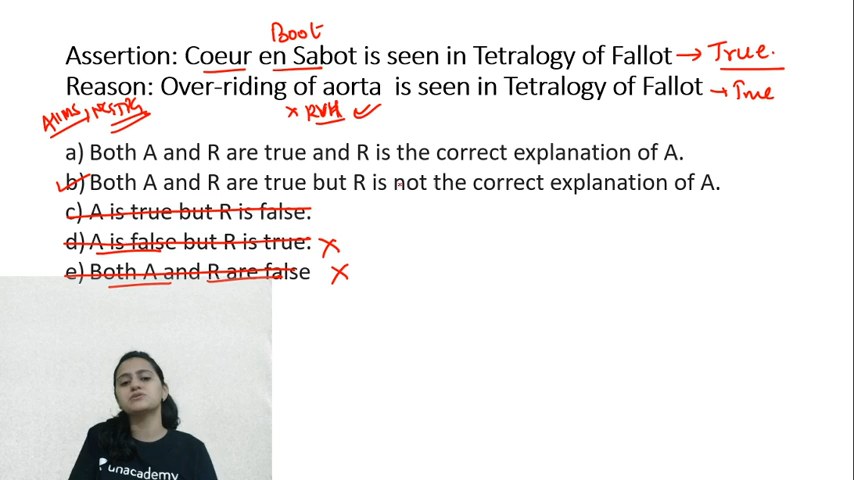 Boot
Assertion: Coeur en Sabot is seen in Tetralogy of Fallot → True.
Reason: Over-riding of aorta is seen in Tetralogy of Fallot → True
AIIMS, × RVH ✓
a) Both A and R are true and R is the correct explanation of A.
b) Both A and R are true but R is not the correct explanation of A.
c) A is true but R is false.
d) A is false but R is true. ×
e) Both A and R are false ×
unacademy